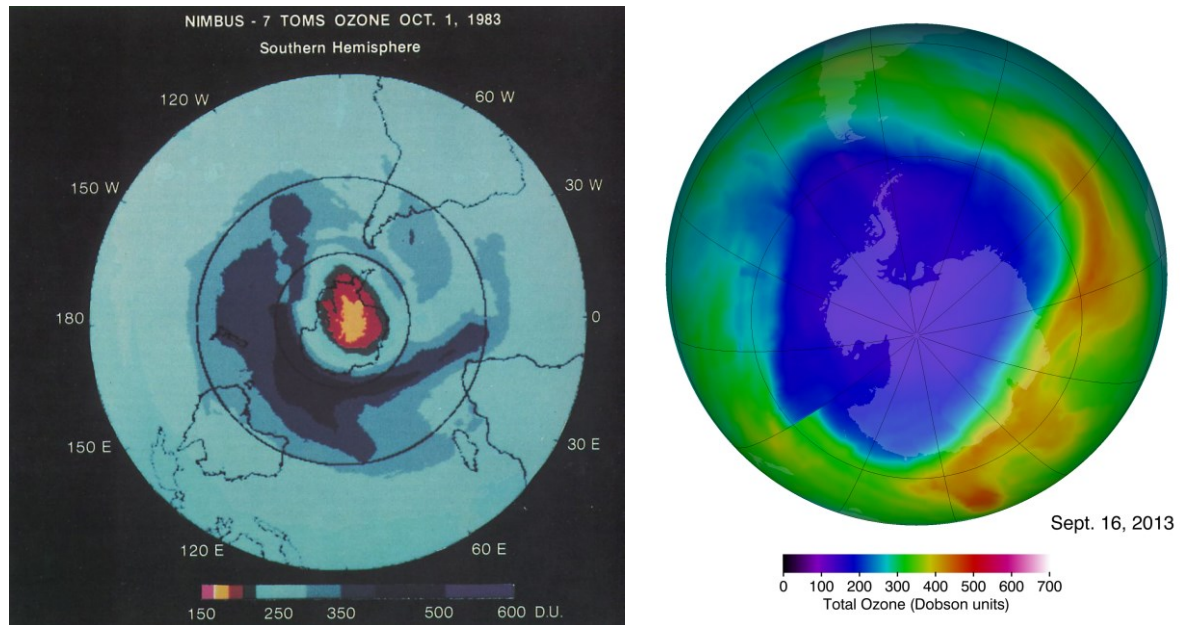 NIMBUS - 7 TOMS OZONE OCT. 1, 1983
Southern Hemisphere
120 W
60 W
150 W
30 W
180
0
150 E
30 E
120 E
60 E
150 250 350 500 600 D.U.
Sept. 16, 2013
0 100 200 300 400 500 600 700
Total Ozone (Dobson units)